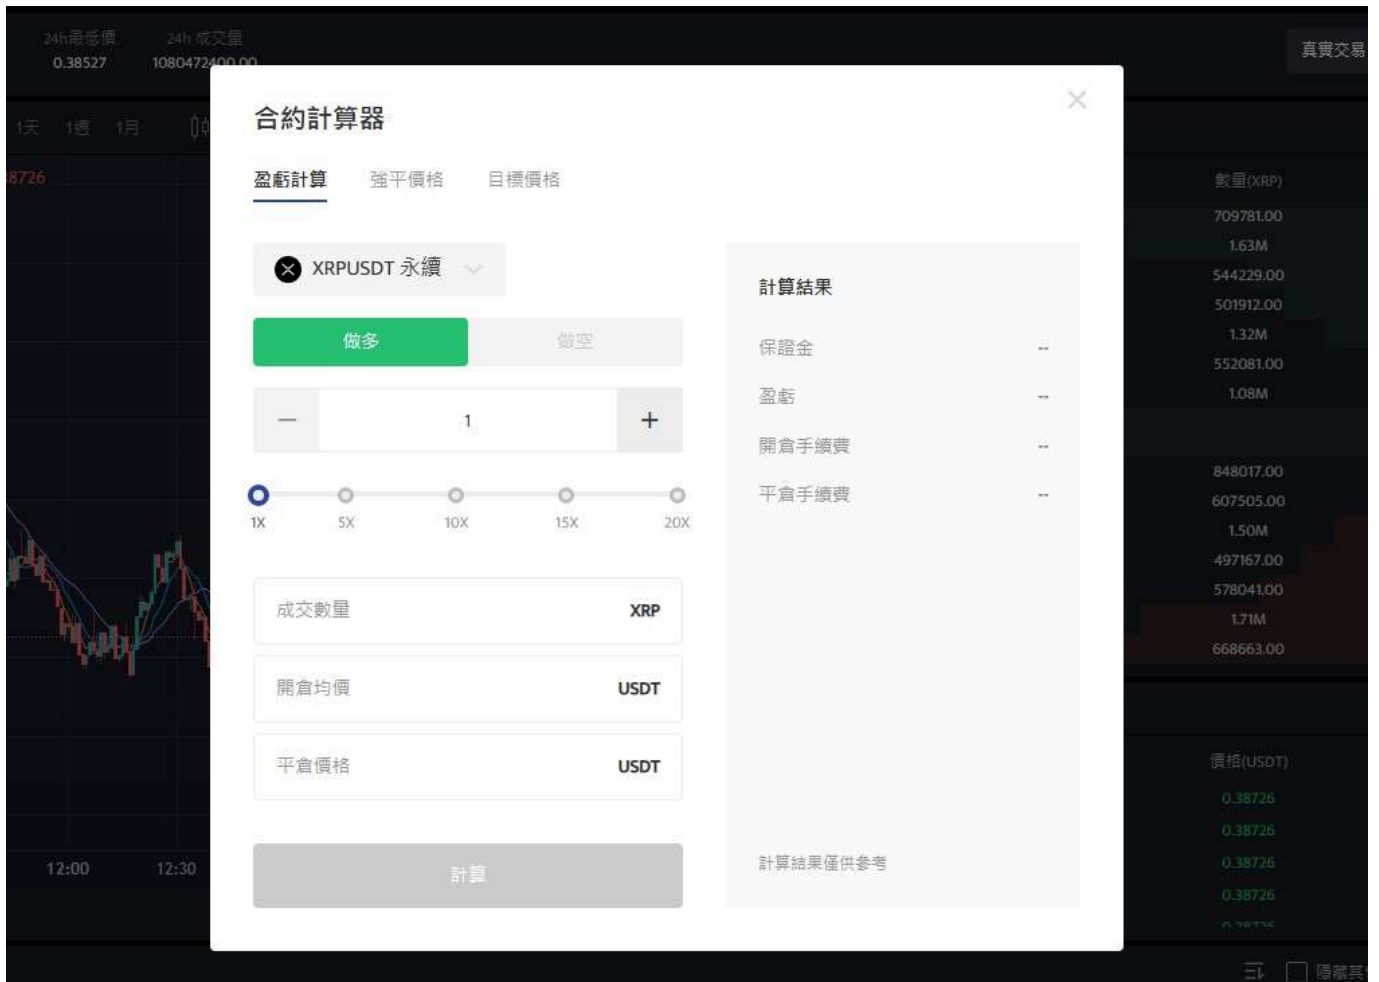 24h最低價 24h 成交量
0.38527 1080472400.00
真實交易
1天 1週 1月
合約計算器
盈虧計算 強平價格 目標價格
38726
XRPUSDT 永續
做多 做空
1
1X 5X 10X 15X 20X
成交數量 XRP
開倉均價 USDT
平倉價格 USDT
計算
計算結果
保證金 --
盈虧 --
開倉手續費 --
平倉手續費 --
計算結果僅供參考
12:00 12:30
數量(XRP)
709781.00
1.63M
544229.00
501912.00
1.32M
552081.00
1.08M
848017.00
607505.00
1.50M
497167.00
578041.00
1.71M
668663.00
價格(USDT)
0.38726
0.38726
0.38726
0.38726
隱藏其